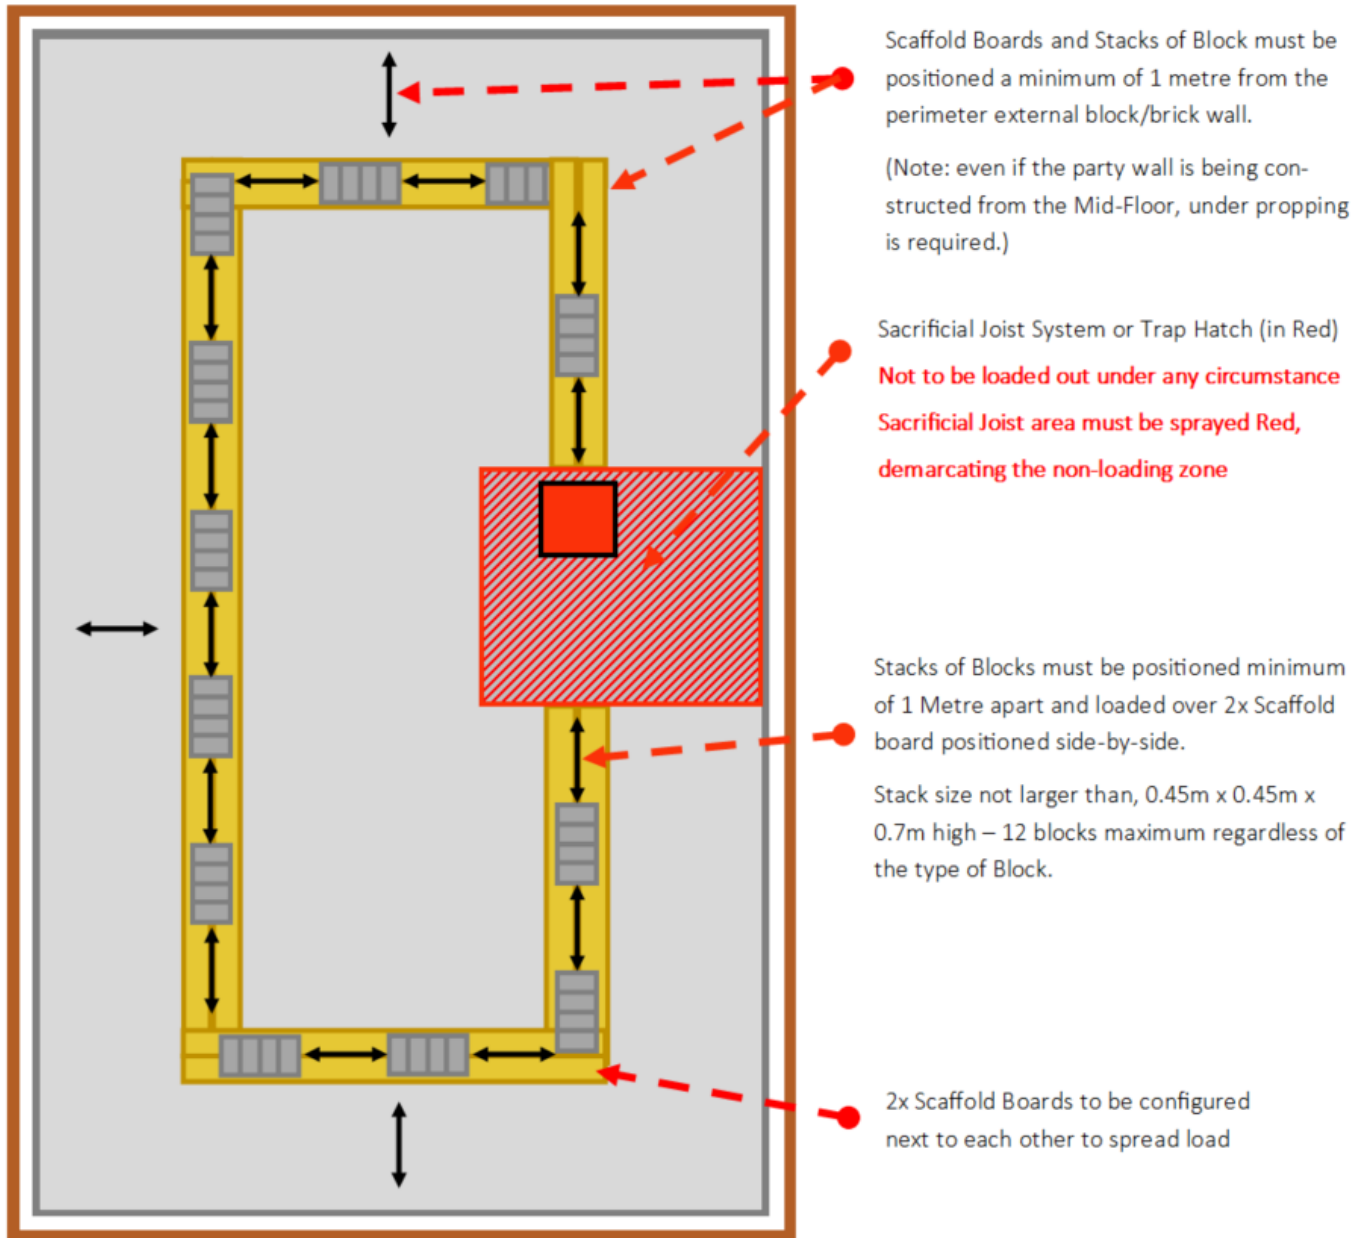 Scaffold Boards and Stacks of Block must be
positioned a minimum of 1 metre from the
perimeter external block/brick wall.
(Note: even if the party wall is being con-
structed from the Mid-Floor, under propping
is required.)
Sacrificial Joist System or Trap Hatch (in Red)
Not to be loaded out under any circumstance
Sacrificial Joist area must be sprayed Red,
demarcating the non-loading zone
Stacks of Blocks must be positioned minimum
of 1 Metre apart and loaded over 2x Scaffold
board positioned side-by-side.
Stack size not larger than, 0.45m x 0.45m x
0.7m high – 12 blocks maximum regardless of
the type of Block.
2x Scaffold Boards to be configured
next to each other to spread load